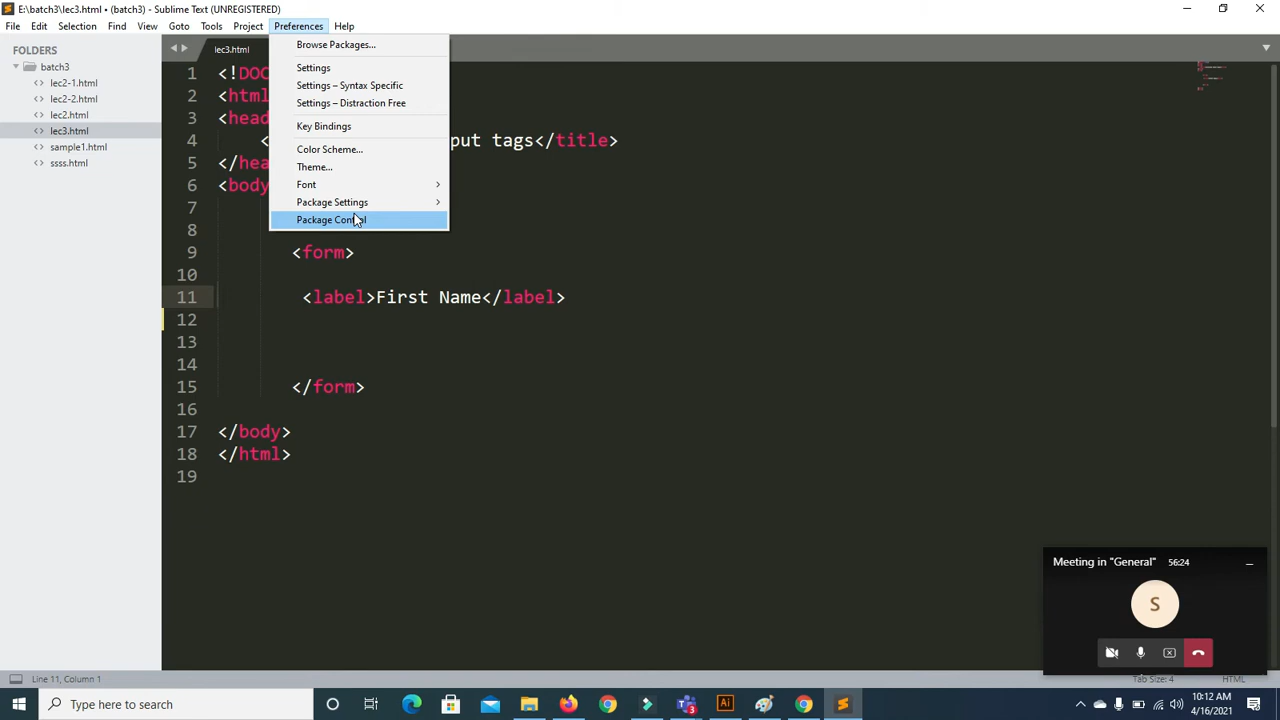 E:\batch3\lec3.html • (batch3) - Sublime Text (UNREGISTERED)
File Edit Selection Find View Goto Tools Project Preferences Help
FOLDERS
batch3
lec2-1.html
lec2-2.html
lec2.html
lec3.html
sample1.html
ssss.html
lec3.html
Browse Packages...
Settings
Settings – Syntax Specific
Settings – Distraction Free
Key Bindings
Color Scheme...
Theme...
Font
Package Settings
Package Control
1 <!DOC
2 <html
3 <head
4 < put tags</title>
5 </hea
6 <body
7
8
9 <form>
10
11 <label>First Name</label>
12
13
14
15 </form>
16
17 </body>
18 </html>
19
Meeting in "General" 56:24
S
Line 11, Column 1
Tab Size: 4
HTML
Type here to search
3
Ai
10:12 AM
4/16/2021